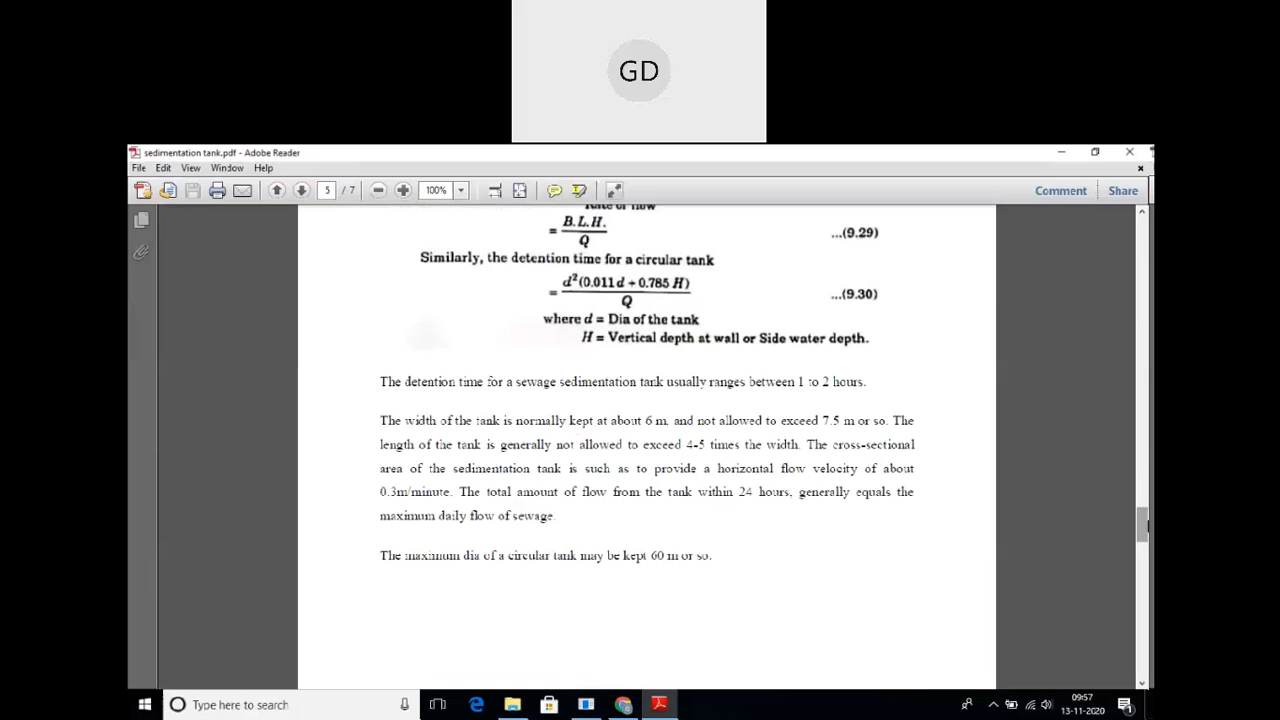 GD
sedimentation tank.pdf - Adobe Reader
File Edit View Window Help
5 / 7 100% Comment Share
Rate of flow
= B.L.H. / Q ...(9.29)
Similarly, the detention time for a circular tank
= d²(0.011 d + 0.785 H) / Q ...(9.30)
where d = Dia of the tank
H = Vertical depth at wall or Side water depth.
The detention time for a sewage sedimentation tank usually ranges between 1 to 2 hours.
The width of the tank is normally kept at about 6 m, and not allowed to exceed 7.5 m or so. The
length of the tank is generally not allowed to exceed 4-5 times the width. The cross-sectional
area of the sedimentation tank is such as to provide a horizontal flow velocity of about
0.3m/minute. The total amount of flow from the tank within 24 hours, generally equals the
maximum daily flow of sewage.
The maximum dia of a circular tank may be kept 60 m or so.
Type here to search
09:57
13-11-2020
1